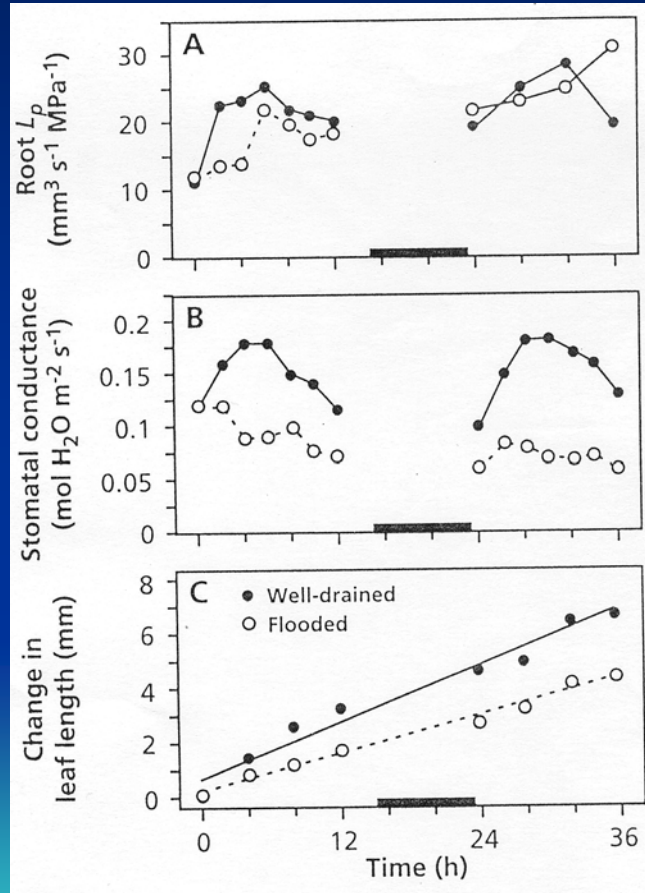 A
Root Lp
(mm³ s⁻¹ MPa⁻¹)
30
20
10
0
B
Stomatal conductance
(mol H₂O m⁻² s⁻¹)
0.2
0.15
0.1
0.05
0
C
Well-drained
Flooded
Change in
leaf length (mm)
8
6
4
2
0
0 12 24 36
Time (h)